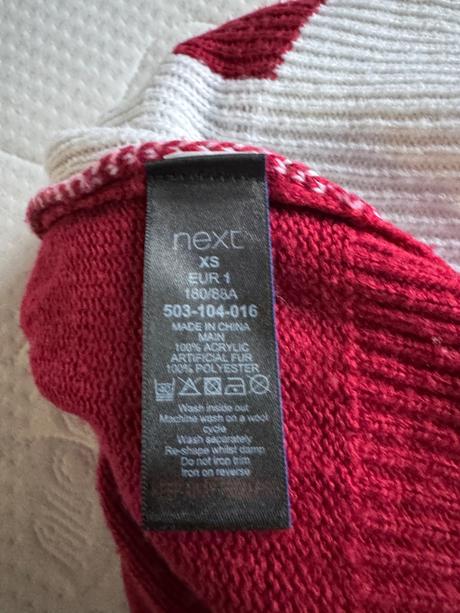 next
XS
EUR 1
180/88A
503-104-016
MADE IN CHINA
MAIN
100% ACRYLIC
ARTIFICIAL FUR
100% POLYESTER
Wash inside out
Machine wash on a wool
cycle
Wash separately
Re-shape whilst damp
Do not iron trim
Iron on reverse